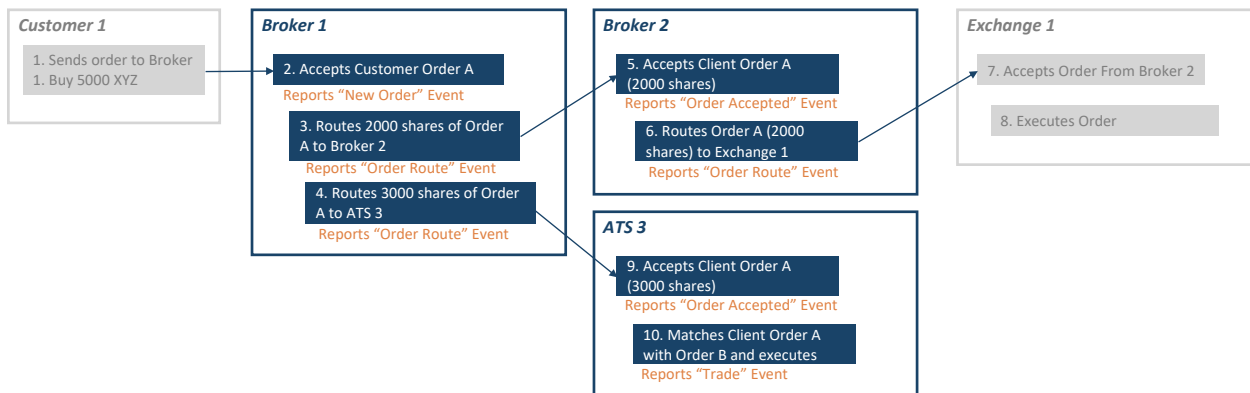 Customer 1
1. Sends order to Broker
1. Buy 5000 XYZ
Broker 1
2. Accepts Customer Order A
Reports “New Order” Event
3. Routes 2000 shares of Order
A to Broker 2
Reports “Order Route” Event
4. Routes 3000 shares of Order
A to ATS 3
Reports “Order Route” Event
Broker 2
5. Accepts Client Order A
(2000 shares)
Reports “Order Accepted” Event
6. Routes Order A (2000
shares) to Exchange 1
Reports “Order Route” Event
Exchange 1
7. Accepts Order From Broker 2
8. Executes Order
ATS 3
9. Accepts Client Order A
(3000 shares)
Reports “Order Accepted” Event
10. Matches Client Order A
with Order B and executes
Reports “Trade” Event